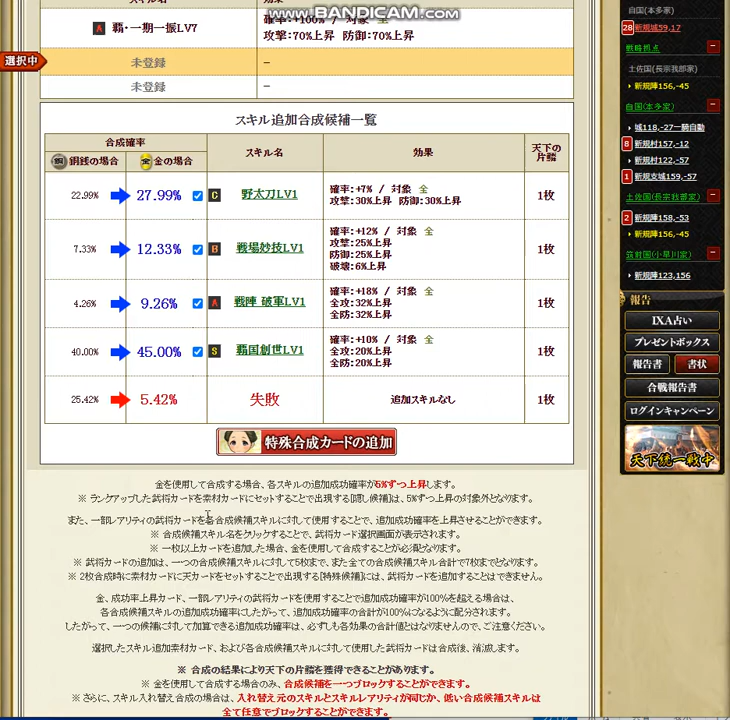 スキル名 効果
www.BANDICAM.com
A 覇・一期一振LV7
確率:+100% / 対象 全
攻撃:70%上昇 防御:70%上昇
選択中
未登録 -
未登録 -
スキル追加合成候補一覧
合成確率 スキル名 効果 天下の片鱗
銅銭の場合 金の場合
22.99% 27.99% C 野太刀LV1
確率:+7% / 対象 全
攻撃:30%上昇 防御:30%上昇
1枚
7.33% 12.33% B 戦場妙技LV1
確率:+12% / 対象 全
攻撃:25%上昇
防御:25%上昇
破壊:6%上昇
1枚
4.26% 9.26% A 戦陣 破軍LV1
確率:+18% / 対象 全
全攻:32%上昇
全防:32%上昇
1枚
40.00% 45.00% S 覇国創世LV1
確率:+10% / 対象 全
全攻:20%上昇
全防:20%上昇
1枚
25.42% 5.42% 失敗 追加スキルなし 1枚
特殊合成カードの追加
金を使用して合成する場合、各スキルの追加成功確率が5%ずつ上昇します。
※ ランクアップした武将カードを素材カードにセットすることで出現する[隠し候補]は、5%ずつ上昇の対象外となります。
また、一部レアリティの武将カードを各合成候補スキルに対して使用することで、追加成功確率を上昇させることができます。
※ 合成候補スキル名をクリックすることで、武将カード選択画面が表示されます。
※ 一枚以上カードを追加した場合、金を使用して合成することが必須となります。
※ 武将カードの追加は、一つの合成候補スキルに対して5枚まで、また全ての合成候補スキル合計で7枚までとなります。
※ 2枚合成時に素材カードに天カードをセットすることで出現する[特殊候補]には、武将カードを追加することはできません。
金、成功率上昇カード、一部レアリティの武将カードを使用することで追加成功確率が100%を超える場合は、
各合成候補スキルの追加成功確率にしたがって、追加成功確率の合計が100%になるように配分されます。
したがって、一つの候補に対して加算できる追加成功確率は、必ずしも各効果の合計値とはなりませんので、ご注意ください。
選択したスキル追加素材カード、および各合成候補スキルに対して使用した武将カードは合成後、消滅します。
※ 合成の結果により天下の片鱗を獲得できることがあります。
※ 金を使用して合成する場合のみ、合成候補を一つブロックすることができます。
※ さらに、スキル入れ替え合成の場合は、入れ替え元のスキルとスキルレアリティが同じか、低い合成候補スキルは
全て任意でブロックすることができます。
自国(本多家)
28 新規城59,17
戦略拠点
土佐国(長宗我部家)
新規陣156,-45
自国(本多家)
城118,-27一騎自動
8 新規村157,-12
新規村122,-57
1 新規支城159,-57
土佐国(長宗我部家)
2 新規陣158,-53
新規陣156,-45
筑前国(小早川家)
新規陣123,156
報告
IXA占い
プレゼントボックス
報告書 書状
合戦報告書
ログインキャンペーン
天下統一戦中